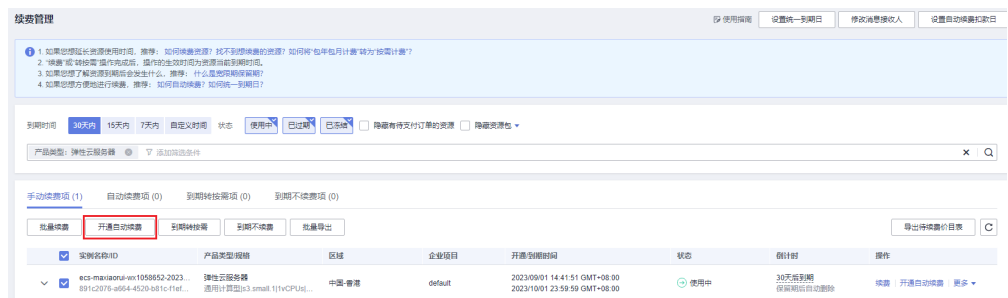 续费管理
使用指南 设置统一到期日 修改消息接收人 设置自动续费扣款日
1. 如果您想延长资源使用时间，推荐： 如何续费资源？找不到想续费的资源？如何将“包年包月计费”转为“按需计费”？
2. “续费”或“转按需”操作完成后，操作的生效时间为资源当前到期时间。
3. 如果您想了解资源到期后会发生什么，推荐： 什么是宽限期保留期？
4. 如果您想方便地进行续费，推荐： 如何自动续费？如何统一到期日？
到期时间 30天内 15天内 7天内 自定义时间 状态 使用中 已过期 已冻结 隐藏有待支付订单的资源 隐藏资源包
产品类型：弹性云服务器 添加筛选条件
手动续费项 (1) 自动续费项 (0) 到期转按需项 (0) 到期不续费项 (0)
批量续费 开通自动续费 到期转按需 到期不续费 批量导出 导出待续费价目表
实例名称/ID 产品类型/规格 区域 企业项目 开通/到期时间 状态 倒计时 操作
ecs-maxiaorui-wx1058652-2023... 弹性云服务器 中国-香港 default 2023/09/01 14:41:51 GMT+08:00 使用中 30天后到期 续费 开通自动续费 更多
891c2076-a664-4520-b81c-f1ef... 通用计算型|s3.small.1|1vCPUs|... 2023/10/01 23:59:59 GMT+08:00 保留期后自动删除